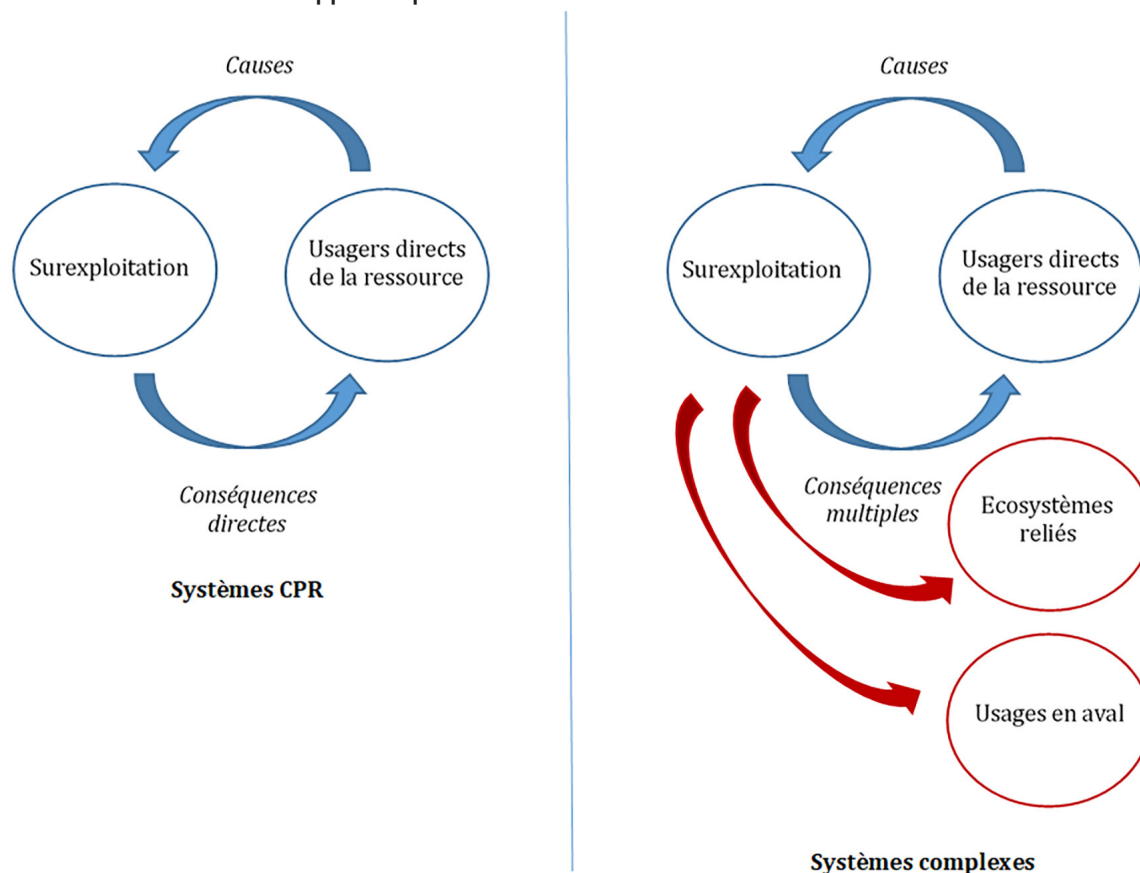 Causes
Surexploitation
Usagers directs
de la ressource
Conséquences
directes
Systèmes CPR
Causes
Surexploitation
Usagers directs
de la ressource
Conséquences
multiples
Ecosystèmes
reliés
Usages en aval
Systèmes complexes